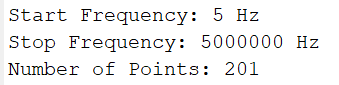 Start Frequency: 5 Hz
Stop Frequency: 5000000 Hz
Number of Points: 201